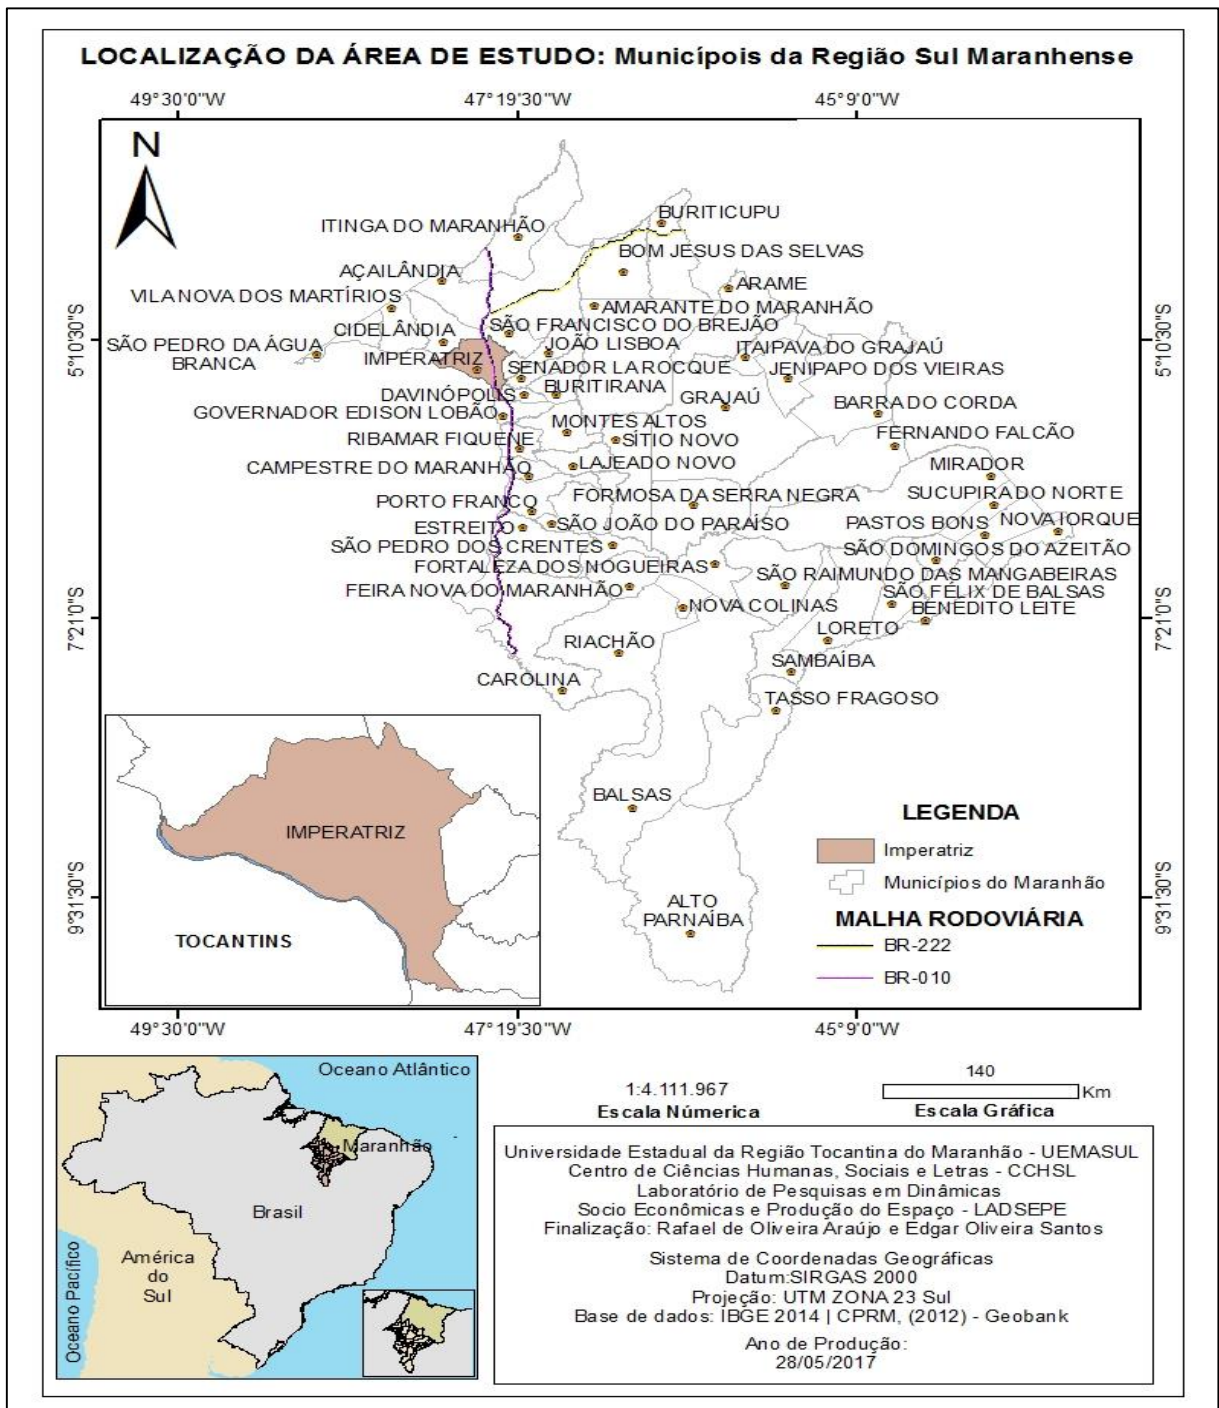 LOCALIZAÇÃO DA ÁREA DE ESTUDO: Municípois da Região Sul Maranhense
49°30'0"W 47°19'30"W 45°9'0"W
N
BURITICUPU
ITINGA DO MARANHÃO
BOM JESUS DAS SELVAS
AÇAILÂNDIA
ARAME
VILA NOVA DOS MARTÍRIOS
AMARANTE DO MARANHÃO
SÃO FRANCISCO DO BREJÃO
CIDELÂNDIA
5°10'30"S
5°10'30"S
SÃO PEDRO DA ÁGUA
BRANCA
JOÃO LISBOA
ITAIPAVA DO GRAJAÚ
IMPERATRIZ
SENADOR LA ROCQUE
JENIPAPO DOS VIEIRAS
DAVINÓPOLIS
BURITIRANA
GRAJAÚ
BARRA DO CORDA
GOVERNADOR EDISON LOBÃO
MONTES ALTOS
FERNANDO FALCÃO
RIBAMAR FIQUENE
SÍTIO NOVO
CAMPESTRE DO MARANHÃO
LAJEADO NOVO
MIRADOR
PORTO FRANCO
FORMOSA DA SERRA NEGRA
SUCUPIRA DO NORTE
ESTREITO
SÃO JOÃO DO PARAÍSO
PASTOS BONS
NOVA IORQUE
SÃO PEDRO DOS CRENTES
SÃO DOMINGOS DO AZEITÃO
FORTALEZA DOS NOGUEIRAS
SÃO RAIMUNDO DAS MANGABEIRAS
FEIRA NOVA DO MARANHÃO
SÃO FÉLIX DE BALSAS
NOVA COLINAS
BENEDITO LEITE
7°21'0"S
7°21'0"S
LORETO
RIACHÃO
SAMBAÍBA
CAROLINA
TASSO FRAGOSO
BALSAS
ALTO
PARNAÍBA
9°31'30"S
9°31'30"S
IMPERATRIZ
TOCANTINS
LEGENDA
Imperatriz
Municípios do Maranhão
MALHA RODOVIÁRIA
BR-222
BR-010
49°30'0"W 47°19'30"W 45°9'0"W
Oceano Atlântico
Maranhão
Brasil
América
do
Sul
Oceano Pacífico
1:4.111.967
Escala Númerica
140
Km
Escala Gráfica
Universidade Estadual da Região Tocantina do Maranhão - UEMASUL
Centro de Ciências Humanas, Sociais e Letras - CCHSL
Laboratório de Pesquisas em Dinâmicas
Socio Econômicas e Produção do Espaço - LADSEPE
Finalização: Rafael de Oliveira Araújo e Edgar Oliveira Santos
Sistema de Coordenadas Geográficas
Datum:SIRGAS 2000
Projeção: UTM ZONA 23 Sul
Base de dados: IBGE 2014 | CPRM, (2012) - Geobank
Ano de Produção:
28/05/2017